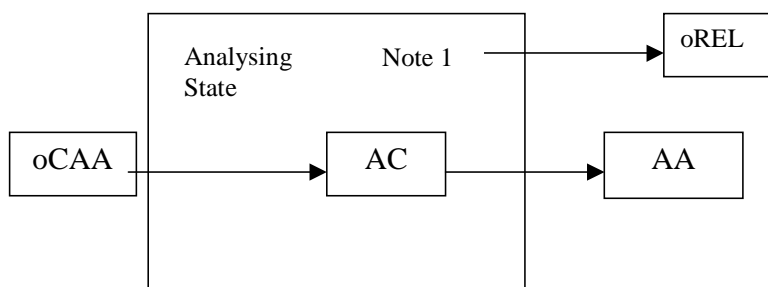 Analysing
State
Note 1
oREL
oCAA
AC
AA